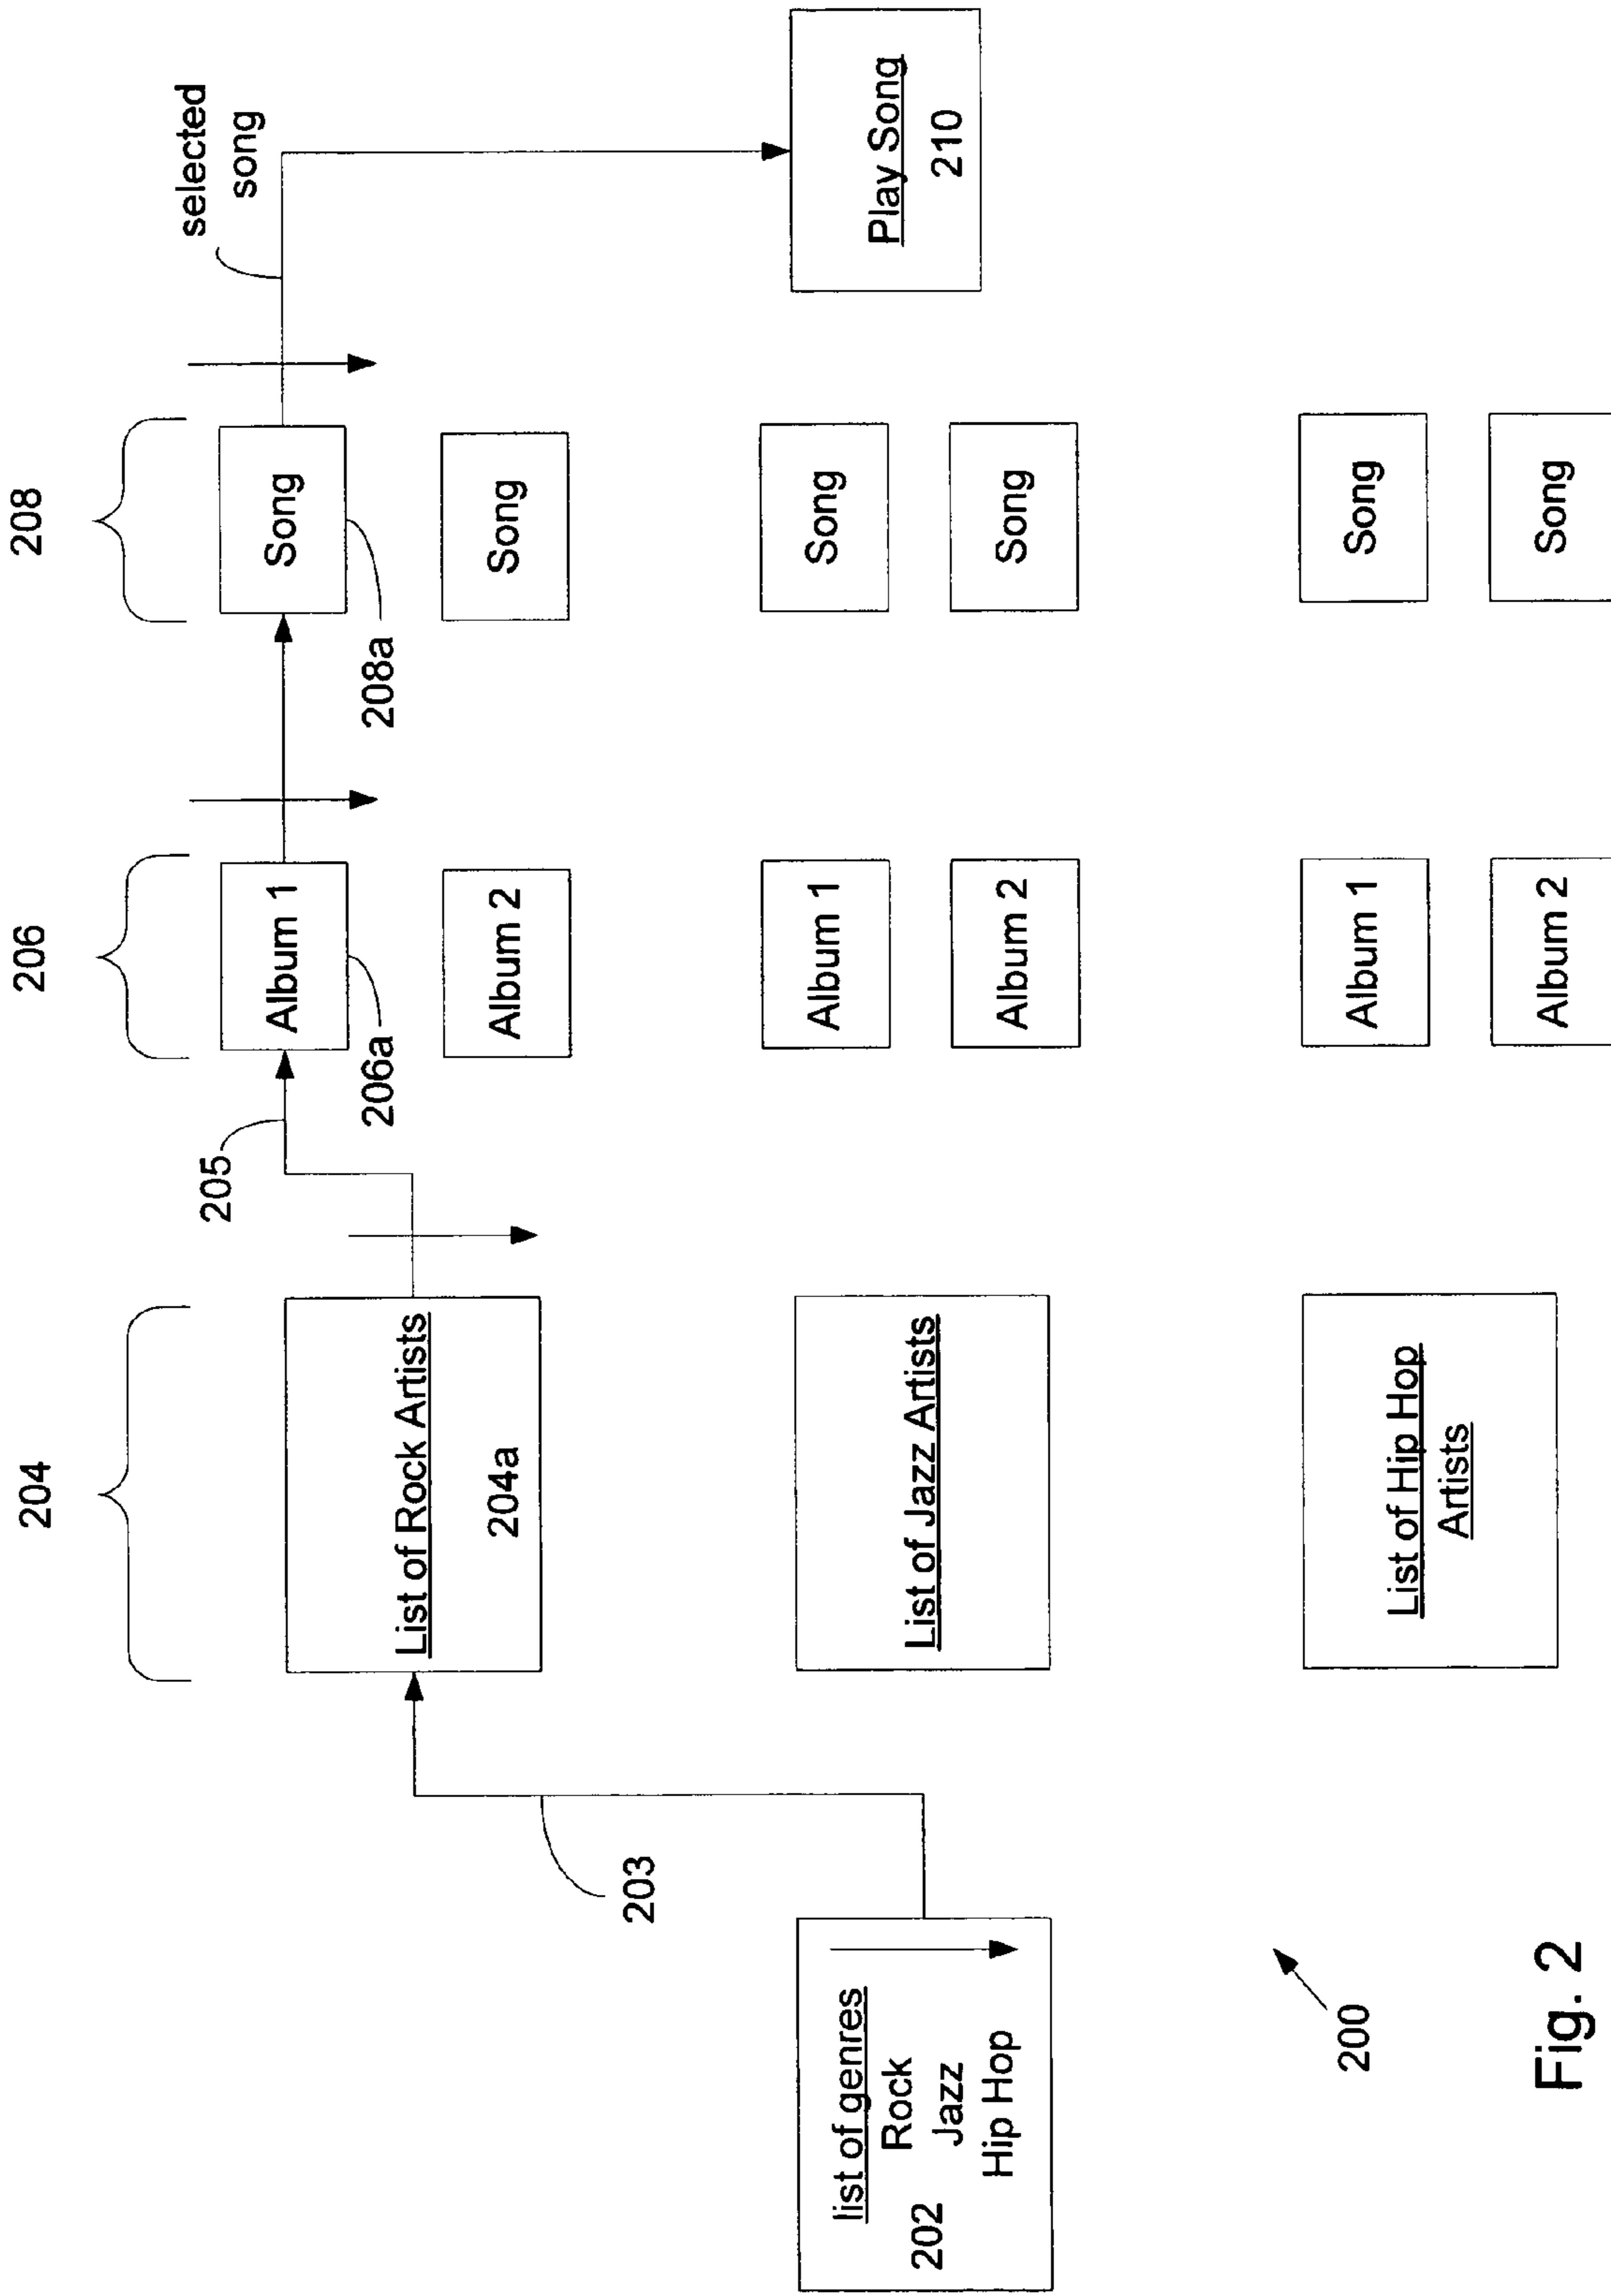 204
206
208
selected
song
205
List of Rock Artists
204a
Album 1
206a
Song
208a
Album 2
Song
203
list of genres
Rock
Jazz
Hip Hop
202
List of Jazz Artists
Album 1
Song
Album 2
Song
Play Song
210
200
List of Hip Hop
Artists
Album 1
Song
Album 2
Song
Fig. 2